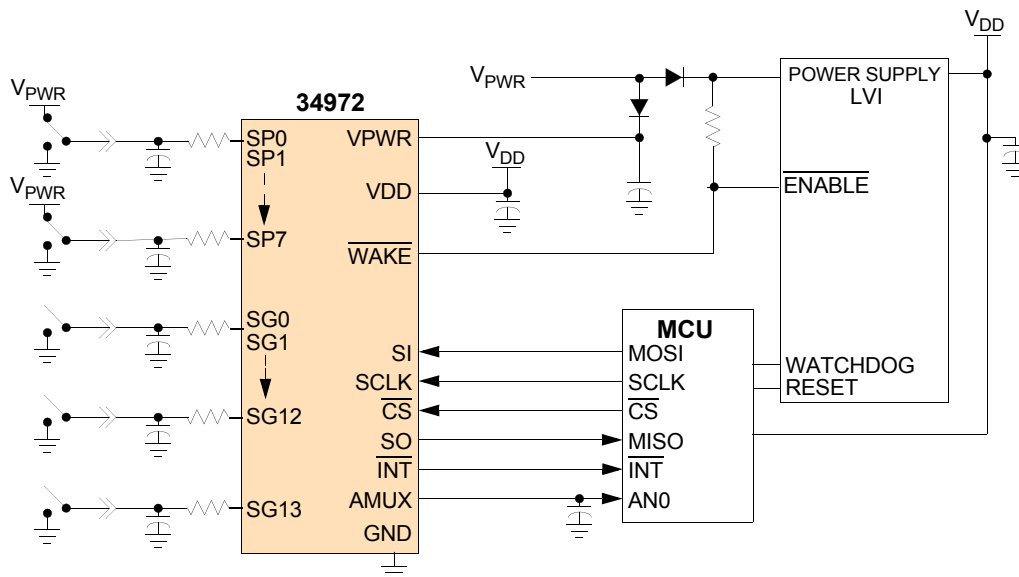 34972
VPWR
VPWR
SP0
SP1
SP7
SG0
SG1
SG12
SG13
VPWR
VDD
WAKE
SI
SCLK
CS
SO
INT
AMUX
GND
VDD
VPWR
MCU
MOSI
SCLK
CS
MISO
INT
AN0
POWER SUPPLY
LVI
ENABLE
WATCHDOG
RESET
VDD